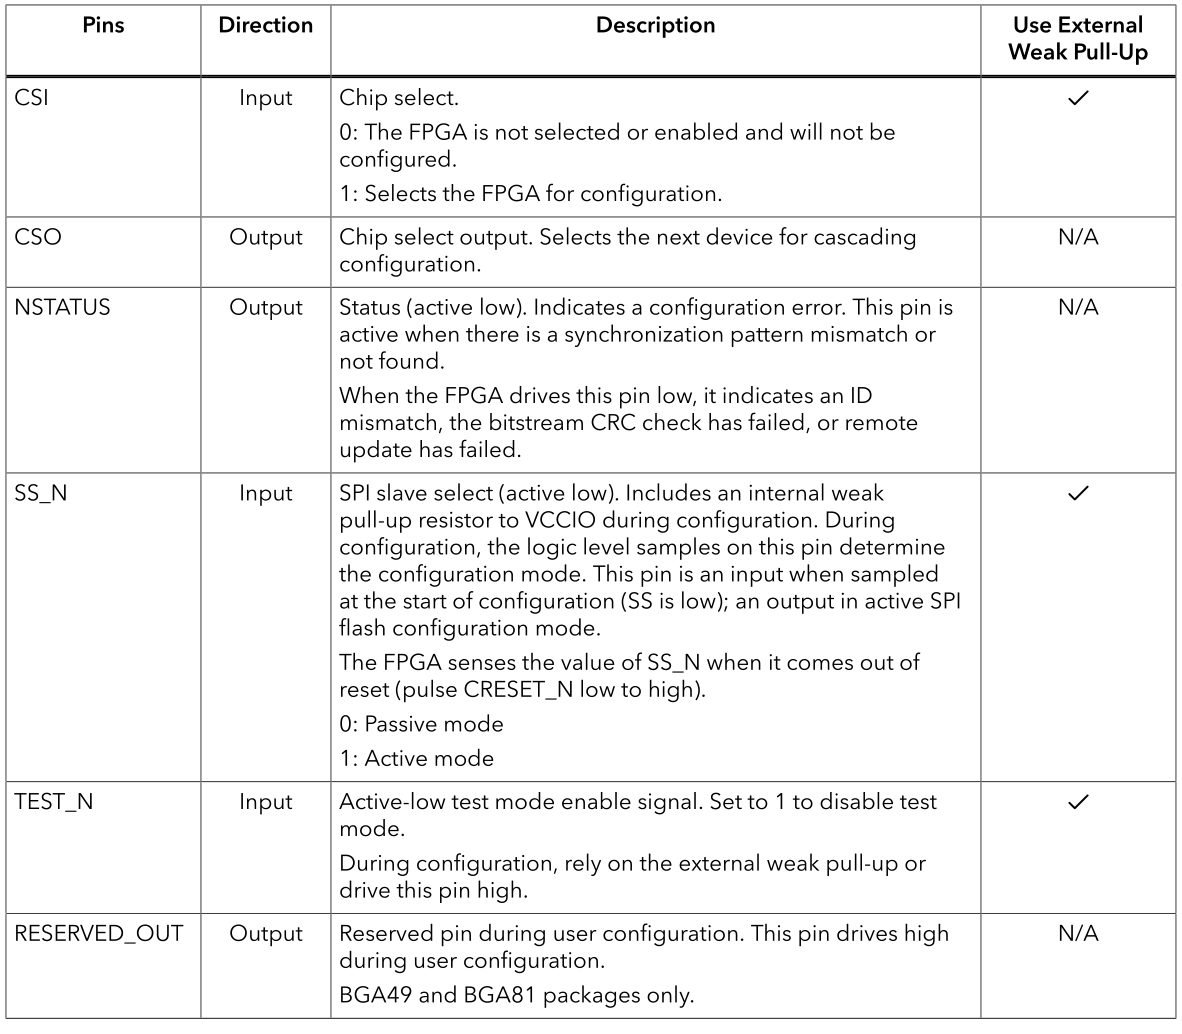 Pins Direction Description Use External
Weak Pull-Up
CSI Input Chip select. ✓
0: The FPGA is not selected or enabled and will not be
configured.
1: Selects the FPGA for configuration.
CSO Output Chip select output. Selects the next device for cascading N/A
configuration.
NSTATUS Output Status (active low). Indicates a configuration error. This pin is N/A
active when there is a synchronization pattern mismatch or
not found.
When the FPGA drives this pin low, it indicates an ID
mismatch, the bitstream CRC check has failed, or remote
update has failed.
SS_N Input SPI slave select (active low). Includes an internal weak ✓
pull-up resistor to VCCIO during configuration. During
configuration, the logic level samples on this pin determine
the configuration mode. This pin is an input when sampled
at the start of configuration (SS is low); an output in active SPI
flash configuration mode.
The FPGA senses the value of SS_N when it comes out of
reset (pulse CRESET_N low to high).
0: Passive mode
1: Active mode
TEST_N Input Active-low test mode enable signal. Set to 1 to disable test ✓
mode.
During configuration, rely on the external weak pull-up or
drive this pin high.
RESERVED_OUT Output Reserved pin during user configuration. This pin drives high N/A
during user configuration.
BGA49 and BGA81 packages only.